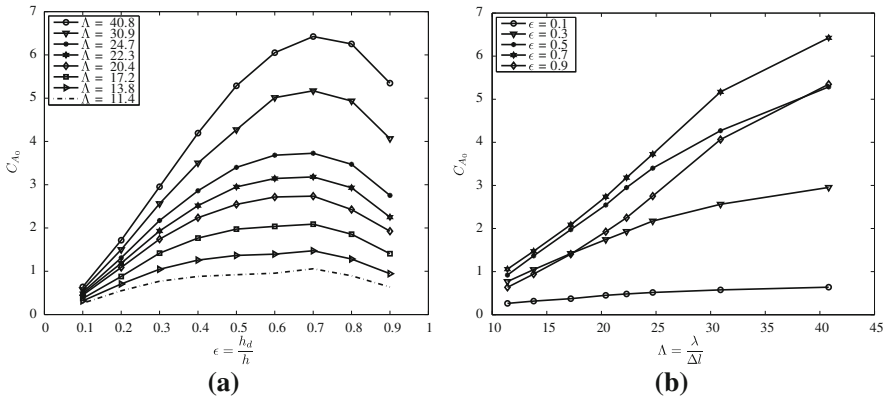 7
6
5
4
3
2
1
0
C_{A_0}
Λ = 40.8
Λ = 30.9
Λ = 24.7
Λ = 22.3
Λ = 20.4
Λ = 17.2
Λ = 13.8
Λ = 11.4
0 0.1 0.2 0.3 0.4 0.5 0.6 0.7 0.8 0.9 1
ϵ = h_d/h
(a)
7
6
5
4
3
2
1
0
C_{A_0}
ϵ = 0.1
ϵ = 0.3
ϵ = 0.5
ϵ = 0.7
ϵ = 0.9
10 15 20 25 30 35 40 45
Λ = λ/Δl
(b)